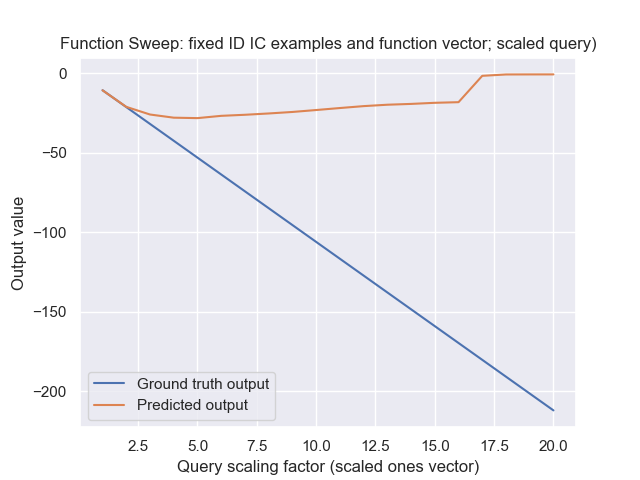 Function Sweep: fixed ID IC examples and function vector; scaled query)
0
−50
−100
−150
−200
Output value
Ground truth output
Predicted output
2.5 5.0 7.5 10.0 12.5 15.0 17.5 20.0
Query scaling factor (scaled ones vector)